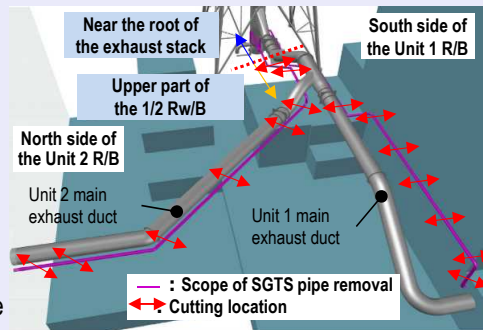 Near the root of
the exhaust stack
South side of
the Unit 1 R/B
Upper part of
the 1/2 Rw/B
North side of
the Unit 2 R/B
Unit 2 main
exhaust duct
Unit 1 main
exhaust duct
: Scope of SGTS pipe removal
: Cutting location
e